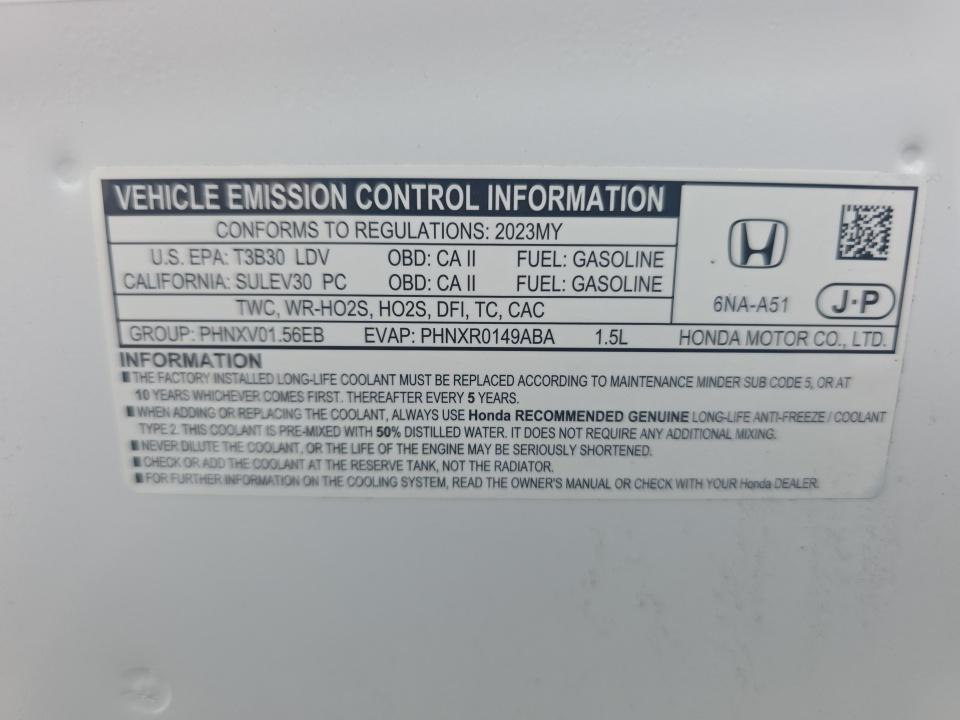 VEHICLE EMISSION CONTROL INFORMATION
CONFORMS TO REGULATIONS: 2023MY
U.S. EPA: T3B30 LDV OBD: CA II FUEL: GASOLINE
CALIFORNIA: SULEV30 PC OBD: CA II FUEL: GASOLINE
TWC, WR-HO2S, HO2S, DFI, TC, CAC
6NA-A51 J·P
GROUP: PHNXV01.56EB EVAP: PHNXR0149ABA 1.5L HONDA MOTOR CO., LTD.
INFORMATION
THE FACTORY INSTALLED LONG-LIFE COOLANT MUST BE REPLACED ACCORDING TO MAINTENANCE MINDER SUB CODE 5, OR AT
10 YEARS WHICHEVER COMES FIRST. THEREAFTER EVERY 5 YEARS.
WHEN ADDING OR REPLACING THE COOLANT, ALWAYS USE Honda RECOMMENDED GENUINE LONG-LIFE ANTI-FREEZE / COOLANT
TYPE 2. THIS COOLANT IS PRE-MIXED WITH 50% DISTILLED WATER. IT DOES NOT REQUIRE ANY ADDITIONAL MIXING.
NEVER DILUTE THE COOLANT, OR THE LIFE OF THE ENGINE MAY BE SERIOUSLY SHORTENED.
CHECK OR ADD THE COOLANT AT THE RESERVE TANK, NOT THE RADIATOR.
FOR FURTHER INFORMATION ON THE COOLING SYSTEM, READ THE OWNER'S MANUAL OR CHECK WITH YOUR Honda DEALER.